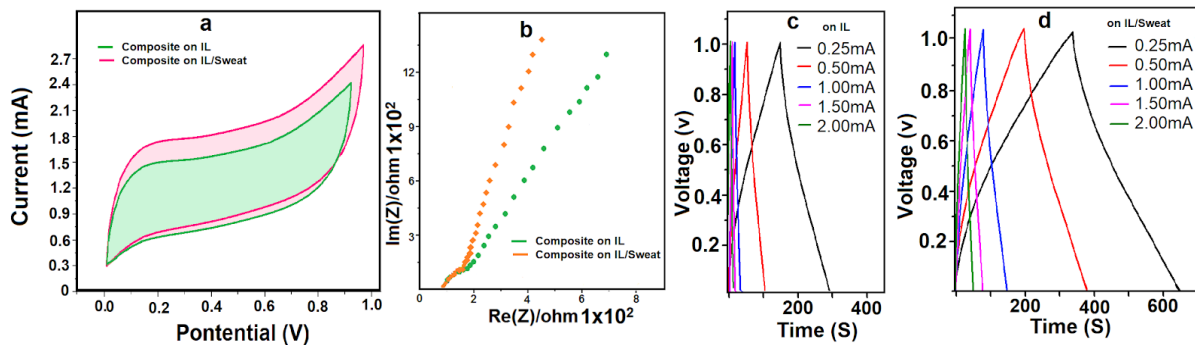 a
Composite on IL
Composite on IL/Sweat
Current (mA)
2.7
2.4
2.1
1.8
1.5
1.2
0.9
0.6
0.3
0
0.0 0.2 0.4 0.6 0.8 1.0
Pontential (V)
b
Im(Z)/ohm 1x10²
12
9
6
3
Composite on IL
Composite on IL/Sweat
0 2 4 6 8
Re(Z)/ohm 1x10²
c
on IL
0.25mA
0.50mA
1.00mA
1.50mA
2.00mA
Voltage (v)
1.0
0.8
0.6
0.4
0.2
200 400
Time (S)
d
on IL/Sweat
0.25mA
0.50mA
1.00mA
1.50mA
2.00mA
Voltage (v)
1.0
0.8
0.6
0.4
0.2
0 200 400 600
Time (S)